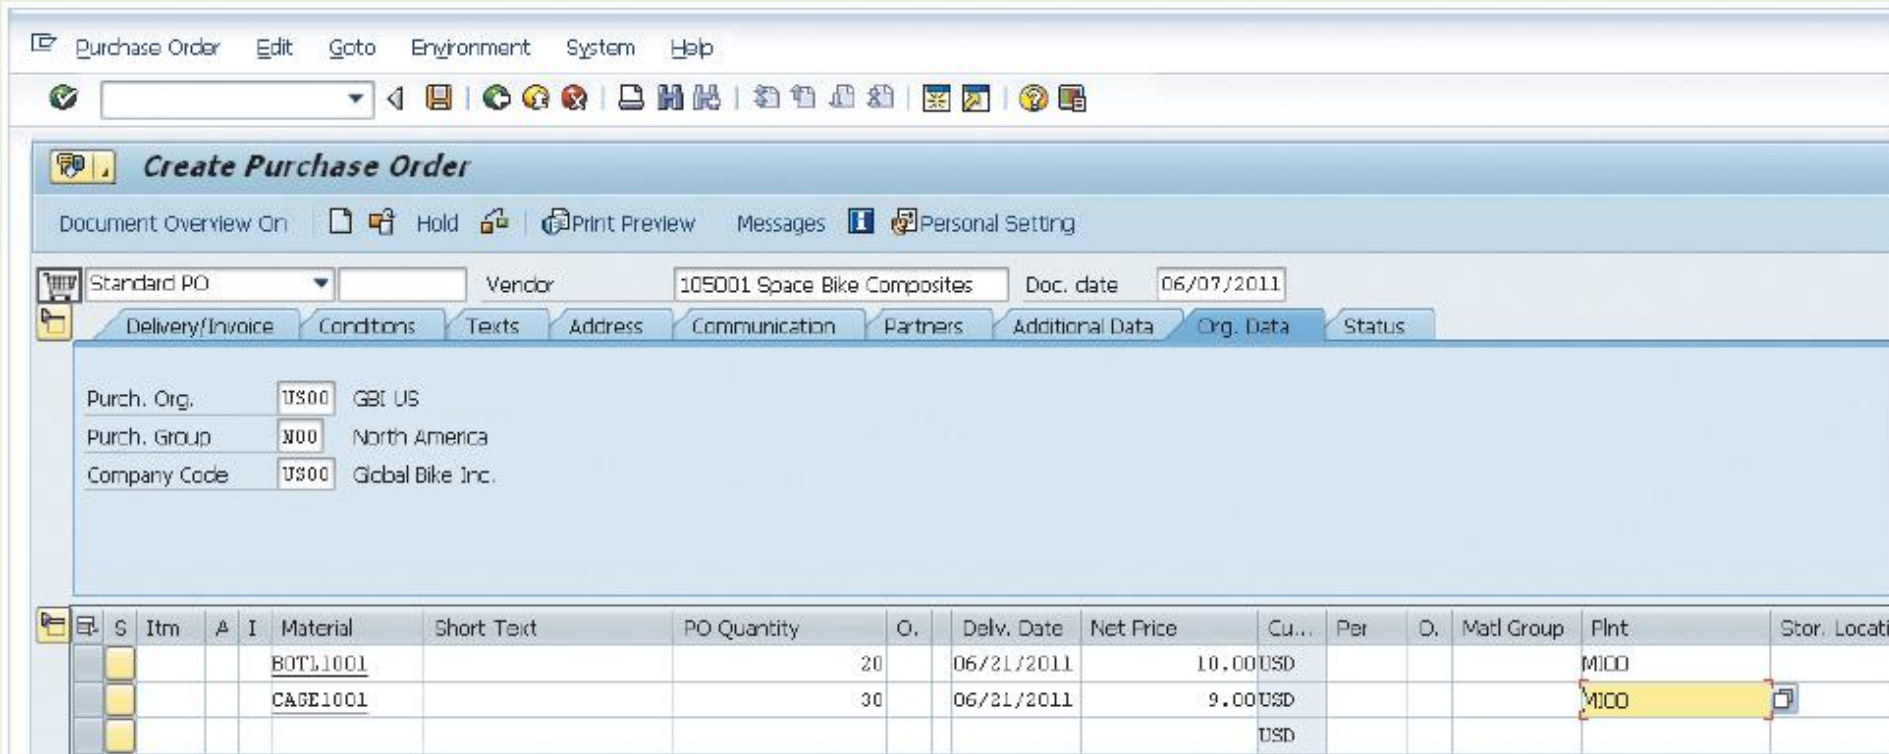 Purchase Order Edit Goto Environment System Help
Create Purchase Order
Document Overview On Hold Print Preview Messages Personal Setting
Standard PO Vendor 105001 Space Bike Composites Doc. date 06/07/2011
Delivery/Invoice Conditions Texts Address Communication Partners Additional Data Org. Data Status
Purch. Org. US00 GBI US
Purch. Group N00 North America
Company Code US00 Global Bike Inc.
S Itm A I Material Short Text PO Quantity O. Delv. Date Net Price Cu... Per O. Matl Group Plnt Stor. Locati
BOTL1001 20 06/21/2011 10.00 USD MI00
CAGE1001 30 06/21/2011 9.00 USD MI00
USD